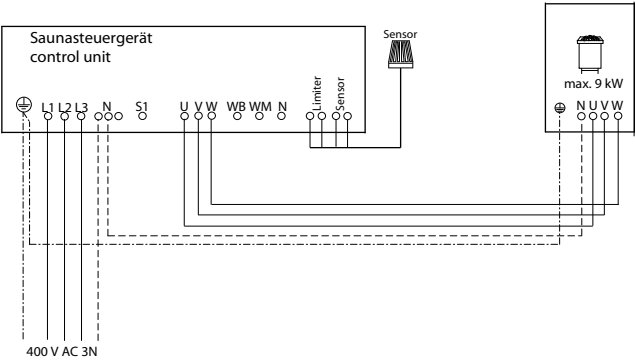 Saunasteuergerät
control unit
Sensor
max. 9 kW
L1 L2 L3 N S1 U V W WB WM N
Limiter
Sensor
N U V W
400 V AC 3N